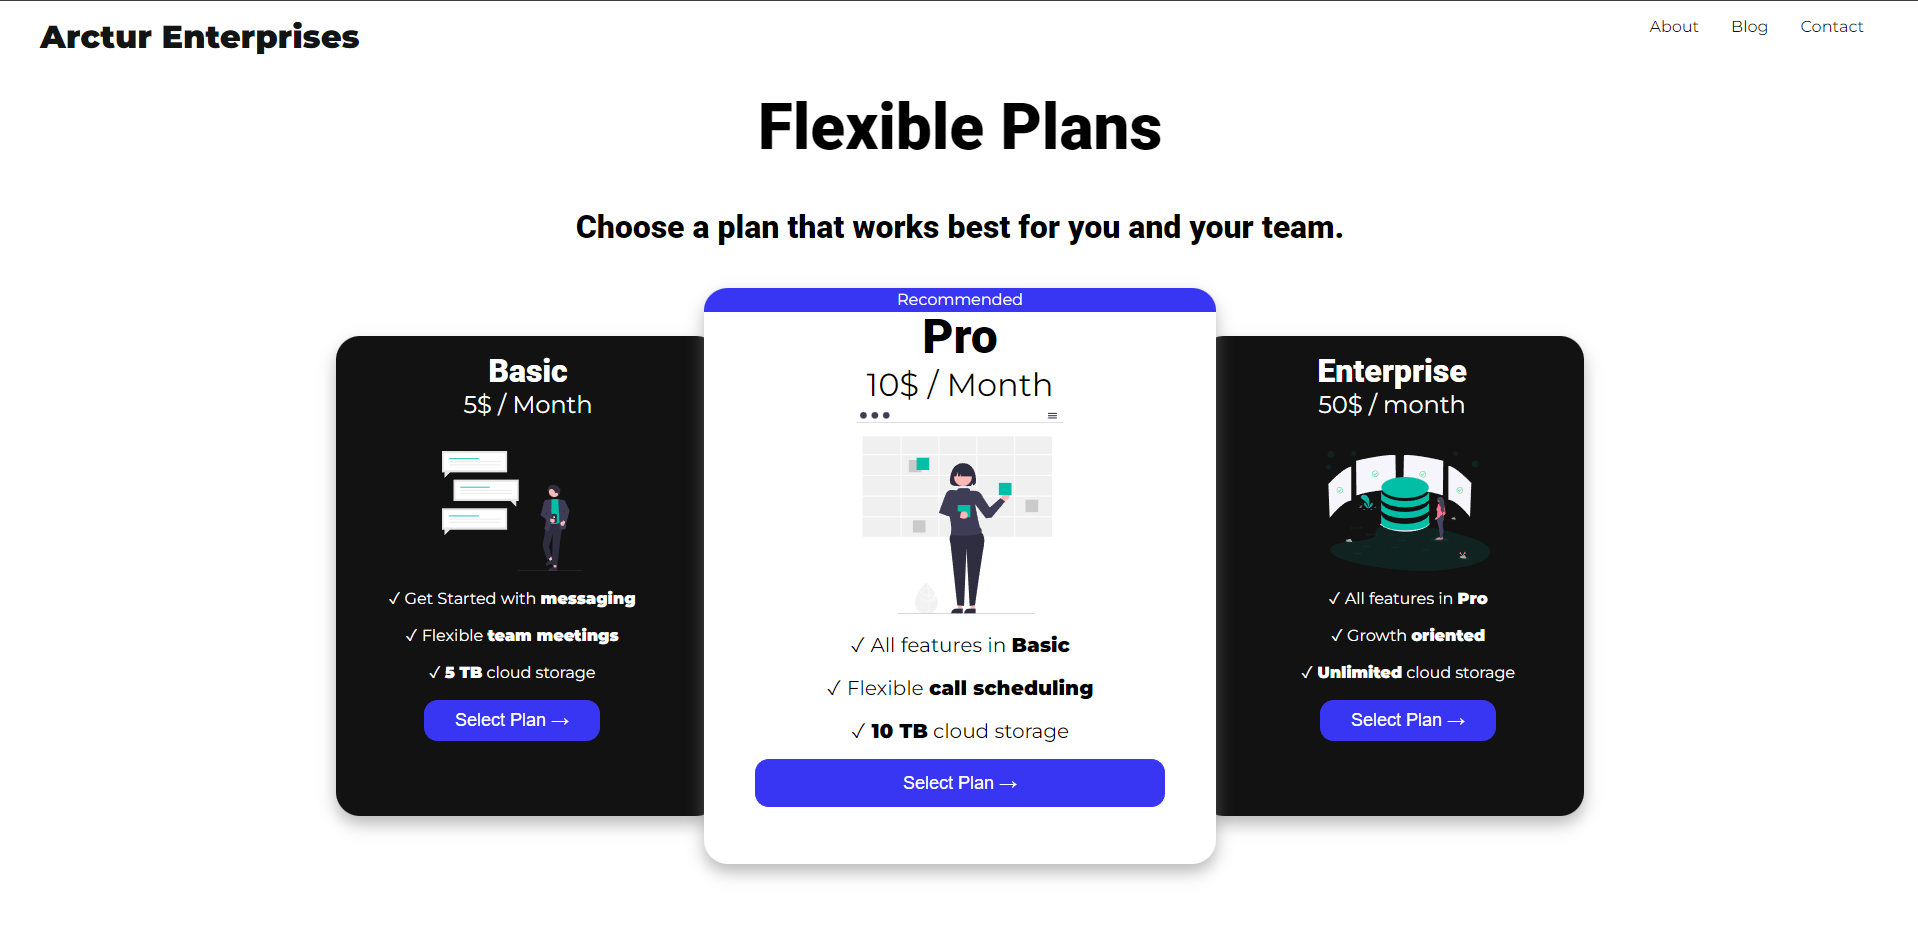 Arctur Enterprises
About Blog Contact
Flexible Plans
Choose a plan that works best for you and your team.
Basic
5$ / Month
✓ Get Started with messaging
✓ Flexible team meetings
✓ 5 TB cloud storage
Select Plan →
Recommended
Pro
10$ / Month
✓ All features in Basic
✓ Flexible call scheduling
✓ 10 TB cloud storage
Select Plan →
Enterprise
50$ / month
✓ All features in Pro
✓ Growth oriented
✓ Unlimited cloud storage
Select Plan →